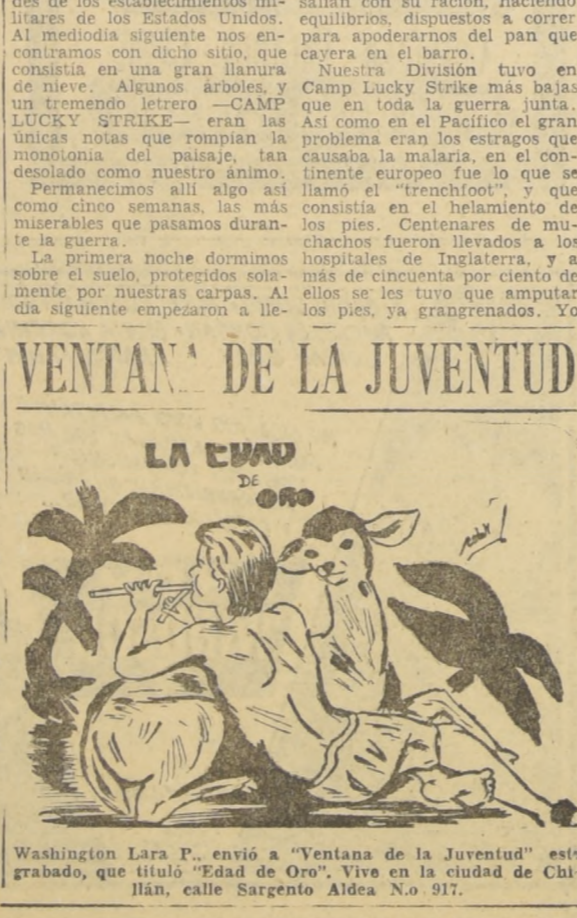 des de los establecimientos mi-
litares de los Estados Unidos.
Al mediodía siguiente nos en-
contramos con dicho sitio, que
consistía en una gran llanura
de nieve. Algunos árboles, y
un tremendo letrero —CAMP
LUCKY STRIKE— eran las
únicas notas que rompían la
monotonía del paisaje, tan
desolado como nuestro ánimo.
Permanecimos allí algo así
como cinco semanas, las más
miserables que pasamos duran-
te la guerra.
La primera noche dormimos
sobre el suelo, protegidos sola-
mente por nuestras carpas. Al
día siguiente empezaron a lle-
salían con su ración, haciendo
equilibrios, dispuestos a correr
para apoderarnos del pan que
cayera en el barro.
Nuestra División tuvo en
Camp Lucky Strike más bajas
que en toda la guerra junta.
Así como en el Pacífico el gran
problema eran los estragos que
causaba la malaria, en el con-
tinente europeo fue lo que se
llamó el "trenchfoot", y que
consistía en el helamiento de
los pies. Centenares de mu-
chachos fueron llevados a los
hospitales de Inglaterra, y a
más de cincuenta por ciento de
ellos se les tuvo que amputar
los pies, ya grangrenados. Yo
VENTANA DE LA JUVENTUD
LA EDAD
DE
ORO
Washington Lara P., envió a "Ventana de la Juventud" est
grabado, que tituló "Edad de Oro". Vive en la ciudad de Chi
llán, calle Sargento Aldea N.o 917.